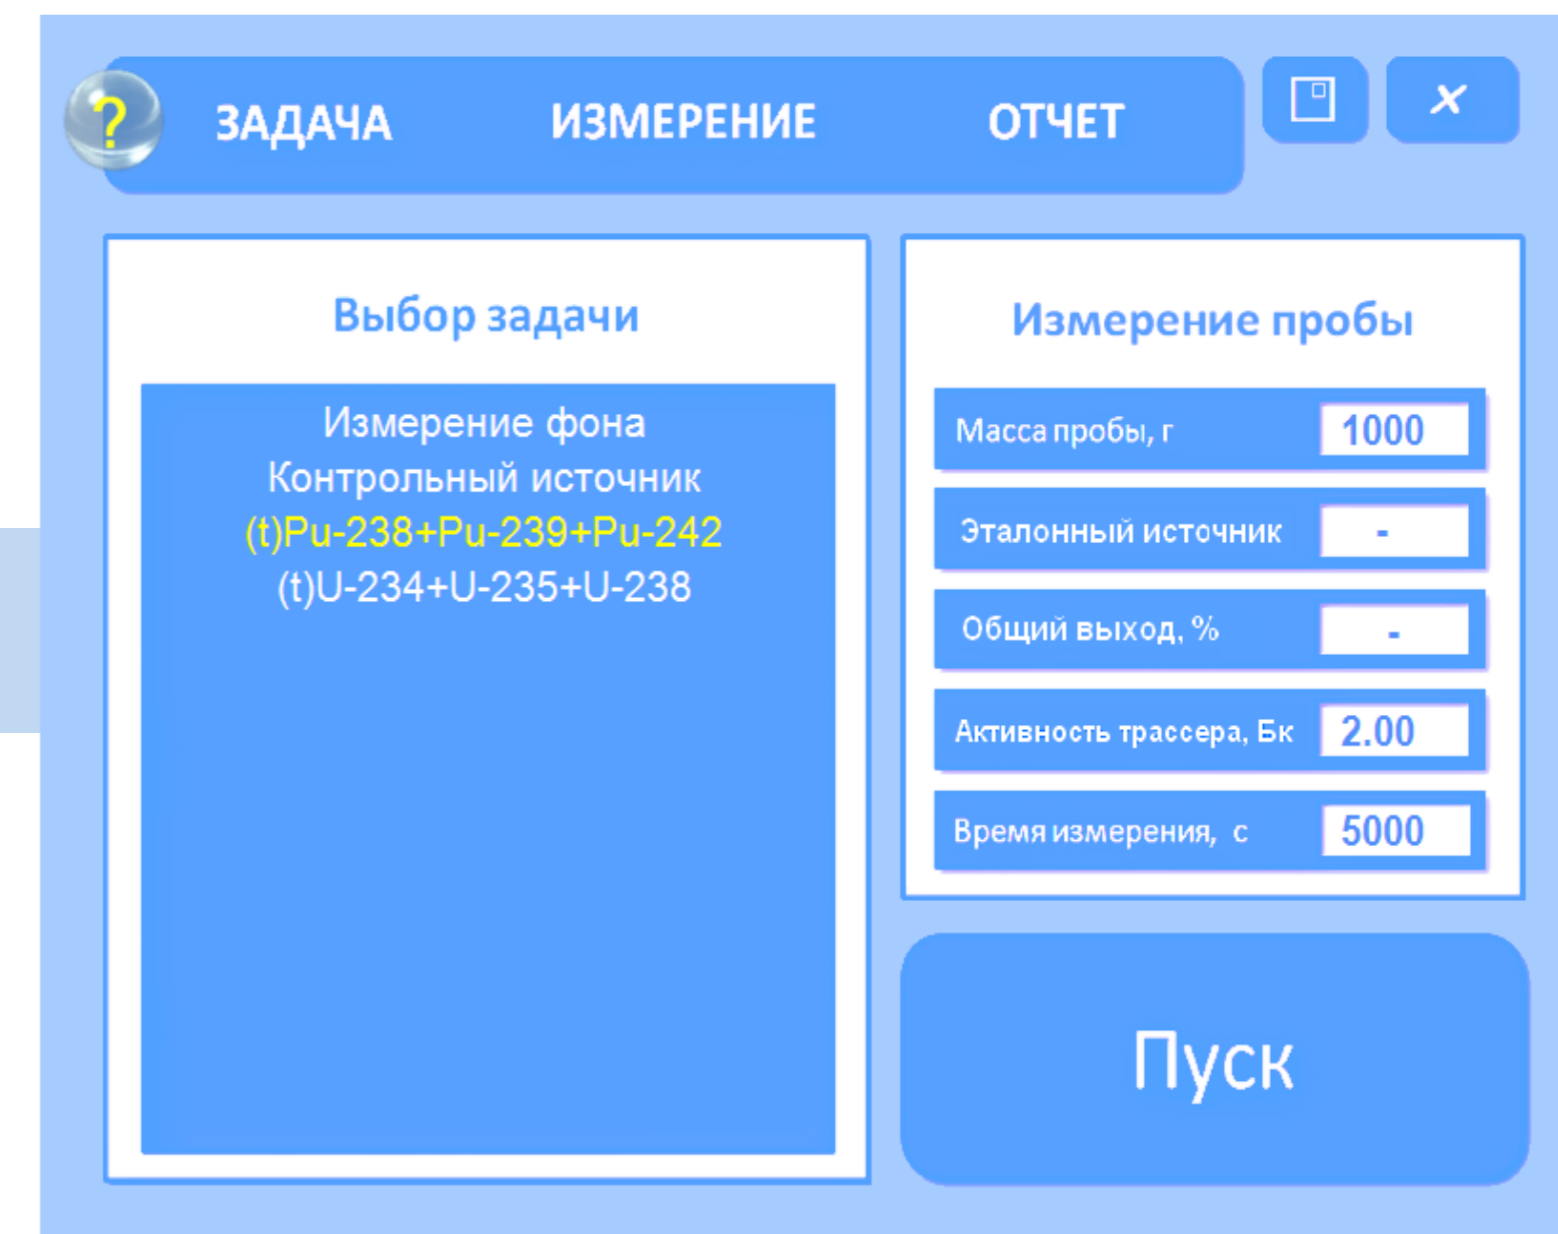 ?
ЗАДАЧА ИЗМЕРЕНИЕ ОТЧЕТ ×
Выбор задачи
Измерение фона
Контрольный источник
(t)Pu-238+Pu-239+Pu-242
(t)U-234+U-235+U-238
Измерение пробы
Масса пробы, г 1000
Эталонный источник -
Общий выход, % -
Активность трассера, Бк 2.00
Время измерения, с 5000
Пуск